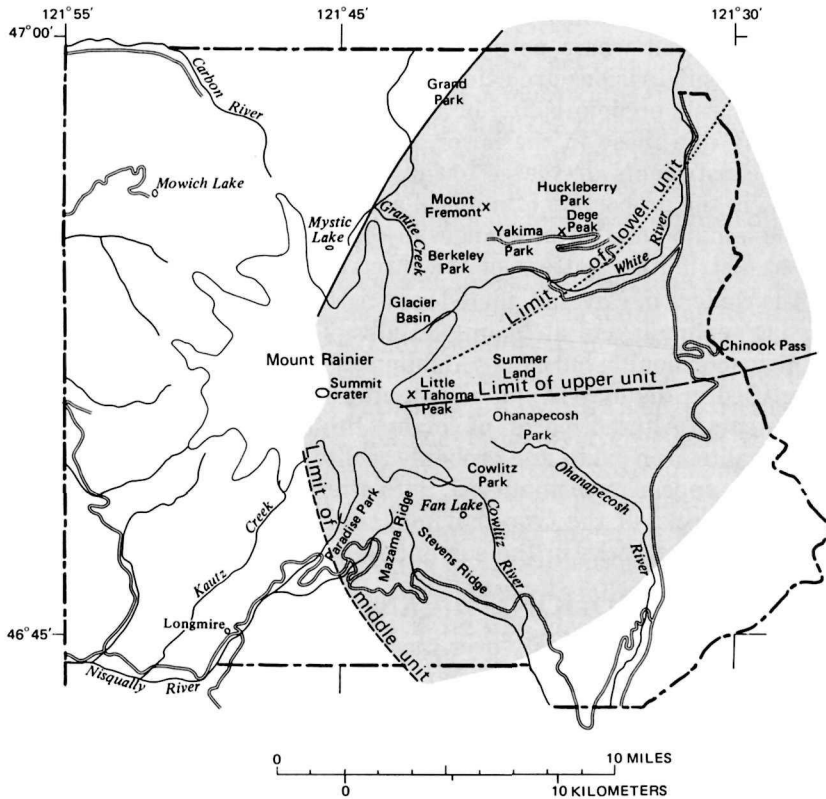 121°55'
121°45'
121°30'
47°00'
Carbon
River
Grand
Park
Mowich Lake
Mystic
Lake
Granite Creek
Mount
Fremont
Huckleberry
Park
Dege
Peak
Yakima
Park
Berkeley
Park
Limit of lower unit
White
River
Glacier
Basin
Chinook Pass
Mount Rainier
Summit
crater
Little
Tahoma
Peak
Summer
Land
Limit of upper unit
Ohanapecosh
Park
Ohanapecosh
River
Cowlitz
Park
Fan Lake
Cowlitz
River
Limit of
middle unit
Paradise Park
Mazama Ridge
Stevens Ridge
Kautz
Creek
Longmire
46°45'
Nisqually
River
0
10 MILES
0
10 KILOMETERS